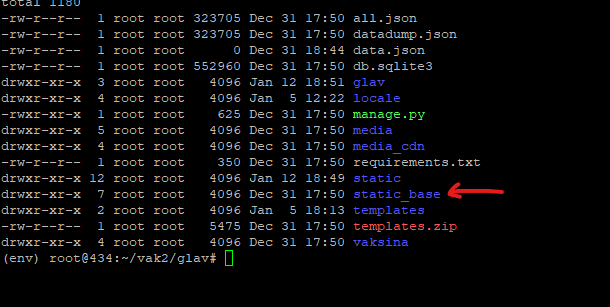 total 1180
-rw-r--r-- 1 root root 323705 Dec 31 17:50 all.json
-rw-r--r-- 1 root root 323705 Dec 31 17:50 datadump.json
-rw-r--r-- 1 root root 0 Dec 31 18:44 data.json
-rw-r--r-- 1 root root 552960 Dec 31 17:50 db.sqlite3
drwxr-xr-x 3 root root 4096 Jan 12 18:51 glav
drwxr-xr-x 4 root root 4096 Jan 5 12:22 locale
-rwxr-xr-x 1 root root 625 Dec 31 17:50 manage.py
drwxr-xr-x 5 root root 4096 Dec 31 17:50 media
drwxr-xr-x 4 root root 4096 Dec 31 17:50 media_cdn
-rw-r--r-- 1 root root 350 Dec 31 17:50 requirements.txt
drwxr-xr-x 12 root root 4096 Jan 12 18:49 static
drwxr-xr-x 7 root root 4096 Dec 31 17:50 static_base
drwxr-xr-x 2 root root 4096 Jan 5 18:13 templates
-rw-r--r-- 1 root root 5475 Dec 31 17:50 templates.zip
drwxr-xr-x 4 root root 4096 Dec 31 17:50 vaksina
(env) root@434:~/vak2/glav#